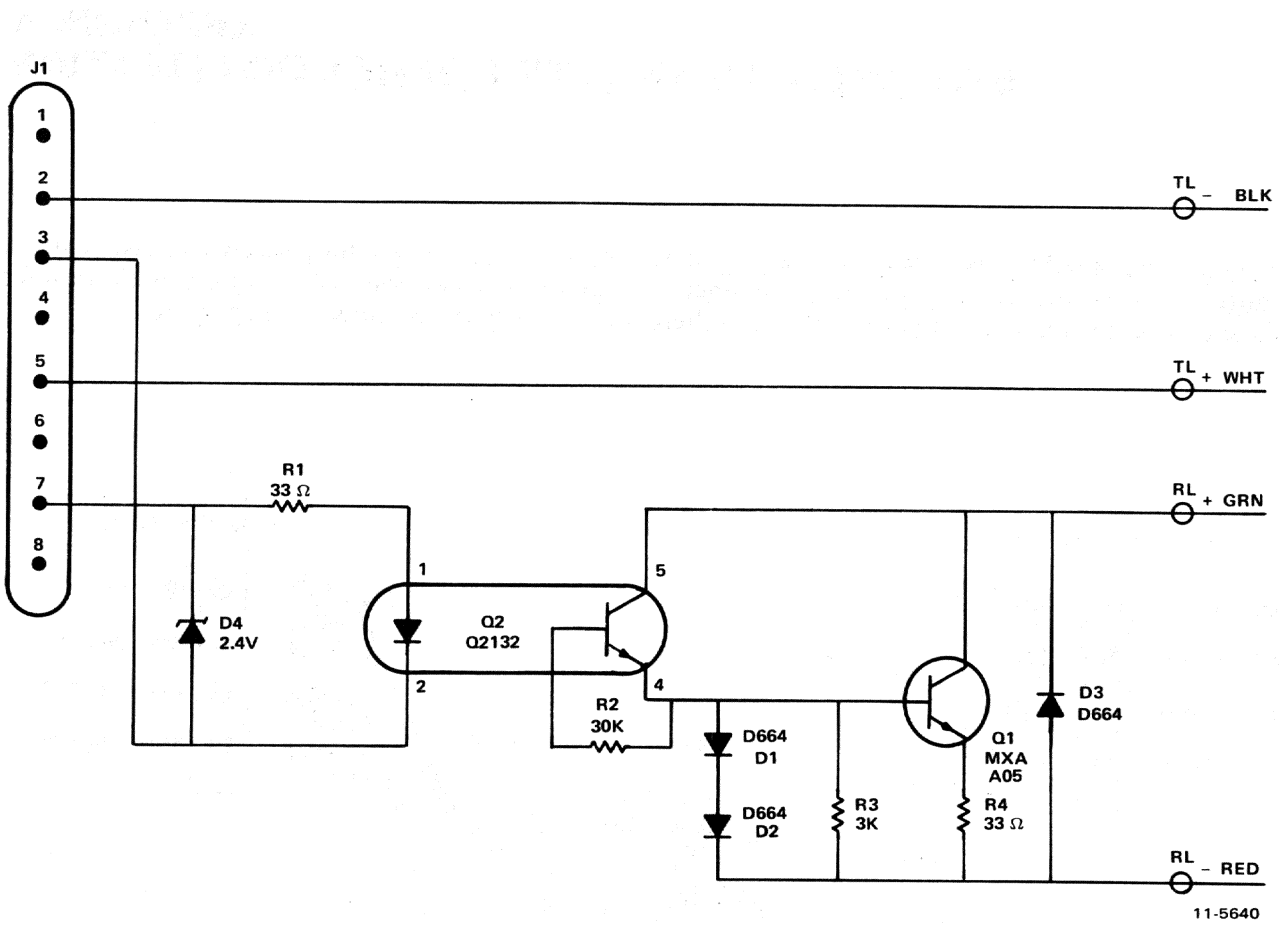 J1
1
2
3
4
5
6
7
8
TL
– BLK
TL
+ WHT
RL
+ GRN
R1
33 Ω
D4
2.4V
1
2
Q2
Q2132
5
4
R2
30K
D664
D1
D664
D2
R3
3K
Q1
MXA
A05
R4
33 Ω
D3
D664
RL
– RED
11-5640